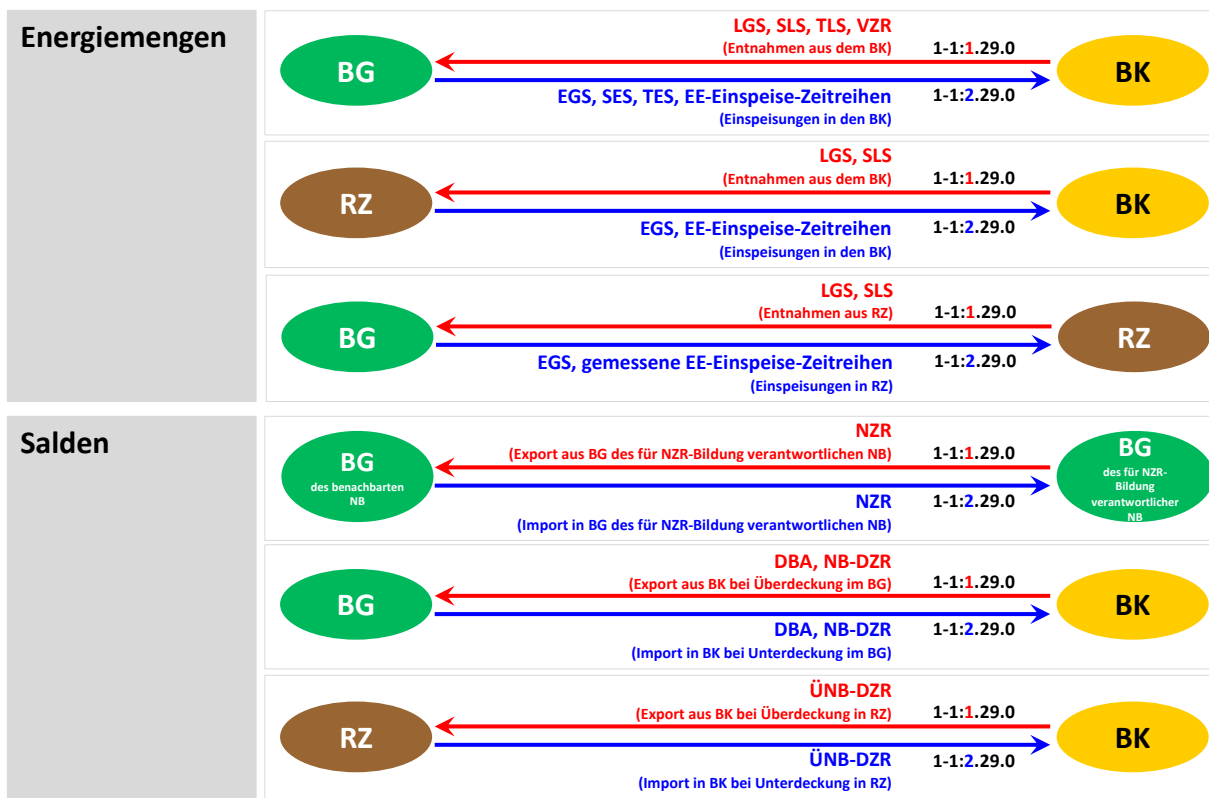 Energiemengen
BG
LGS, SLS, TLS, VZR
(Entnahmen aus dem BK)
1-1:1.29.0
EGS, SES, TES, EE-Einspeise-Zeitreihen
(Einspeisungen in den BK)
1-1:2.29.0
BK
RZ
LGS, SLS
(Entnahmen aus dem BK)
1-1:1.29.0
EGS, EE-Einspeise-Zeitreihen
(Einspeisungen in den BK)
1-1:2.29.0
BK
BG
LGS, SLS
(Entnahmen aus RZ)
1-1:1.29.0
EGS, gemessene EE-Einspeise-Zeitreihen
(Einspeisungen in RZ)
1-1:2.29.0
RZ
Salden
BG
des benachbarten
NB
NZR
(Export aus BG des für NZR-Bildung verantwortlichen NB)
1-1:1.29.0
NZR
(Import in BG des für NZR-Bildung verantwortlichen NB)
1-1:2.29.0
BG
des für NZR-
Bildung
verantwortlicher
NB
BG
DBA, NB-DZR
(Export aus BK bei Überdeckung im BG)
1-1:1.29.0
DBA, NB-DZR
(Import in BK bei Unterdeckung im BG)
1-1:2.29.0
BK
RZ
ÜNB-DZR
(Export aus BK bei Überdeckung in RZ)
1-1:1.29.0
ÜNB-DZR
(Import in BK bei Unterdeckung in RZ)
1-1:2.29.0
BK